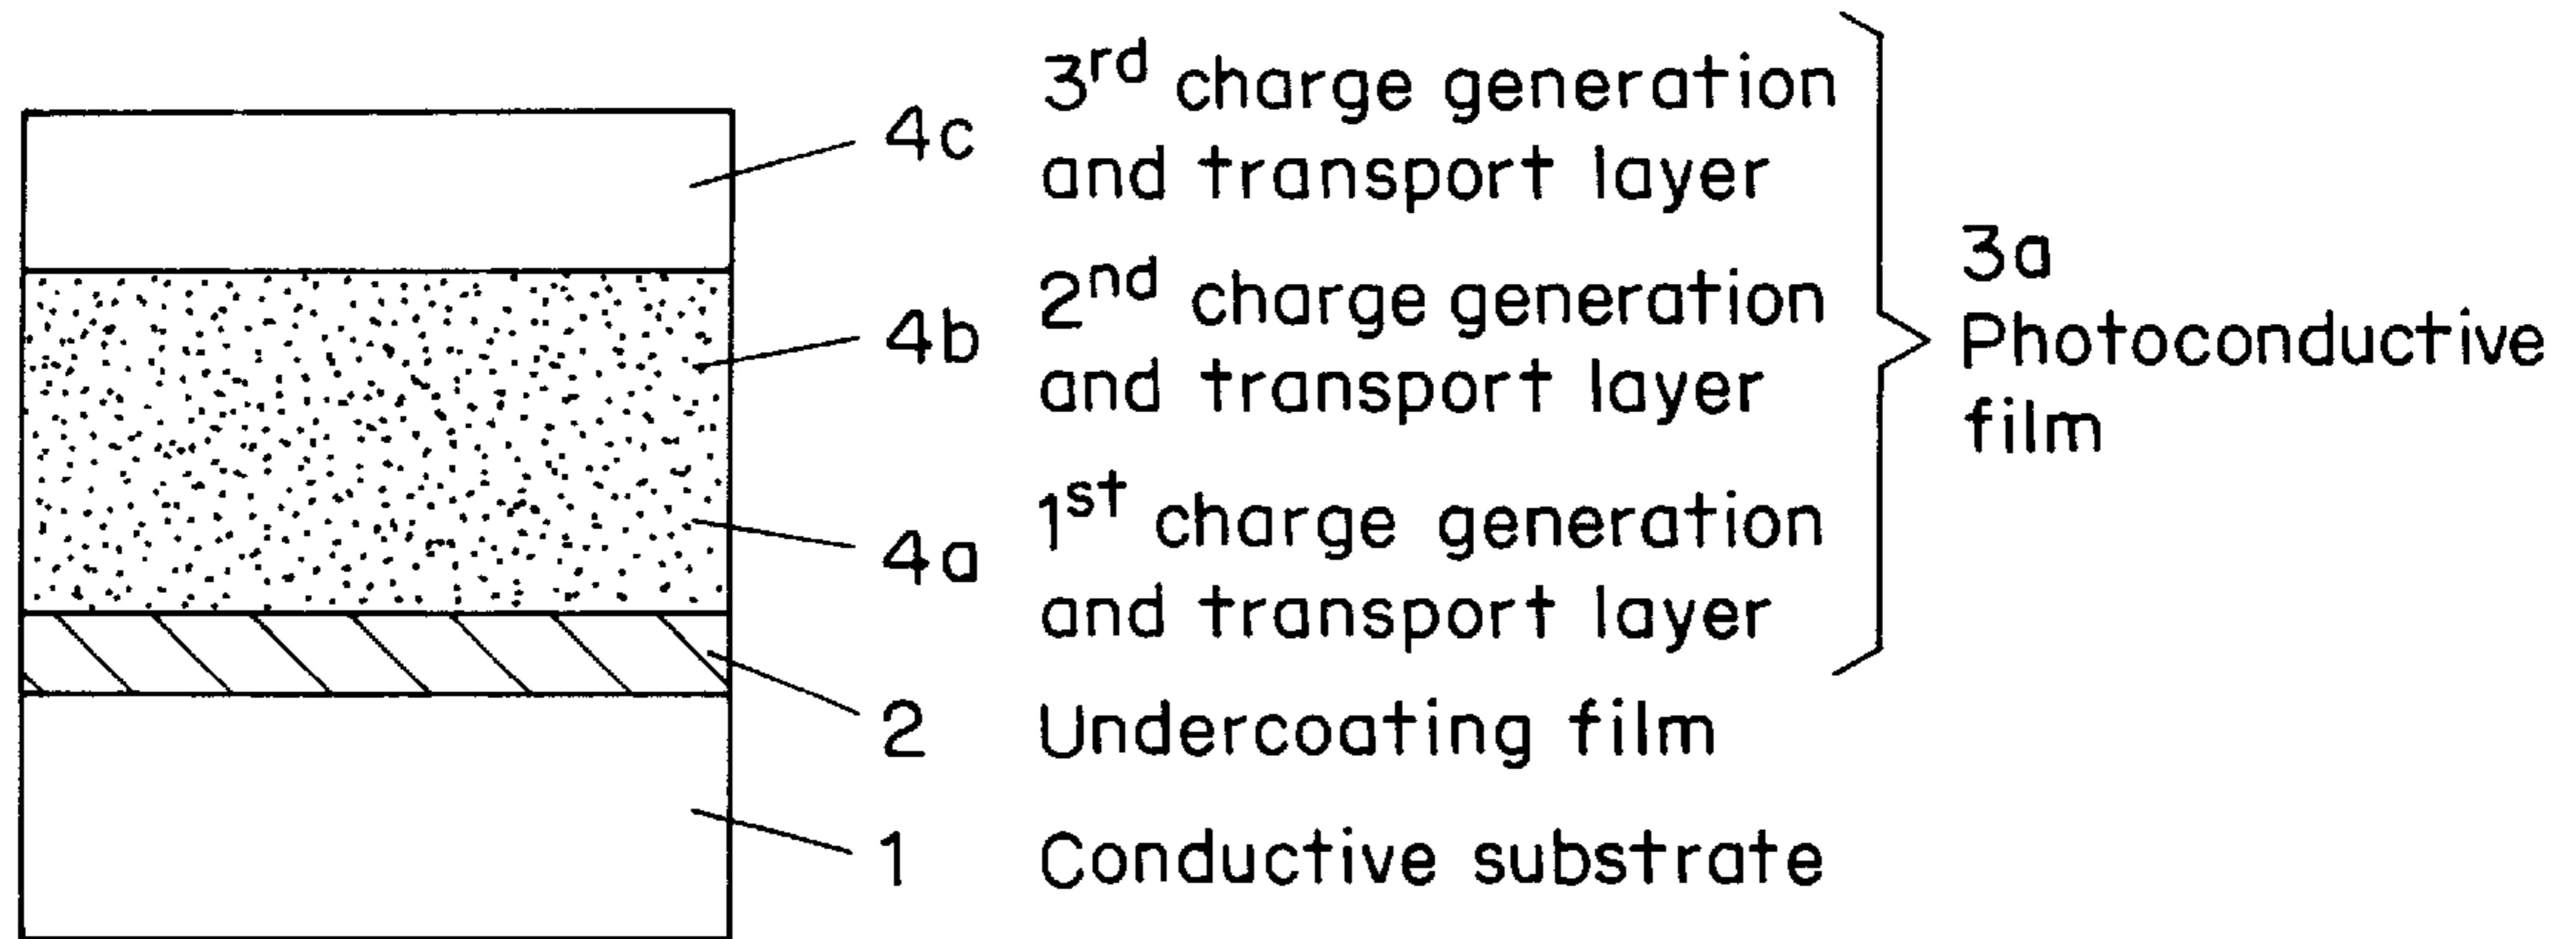 4c 3rd charge generation
and transport layer
4b 2nd charge generation
and transport layer
4a 1st charge generation
and transport layer
2 Undercoating film
1 Conductive substrate
3a
Photoconductive
film